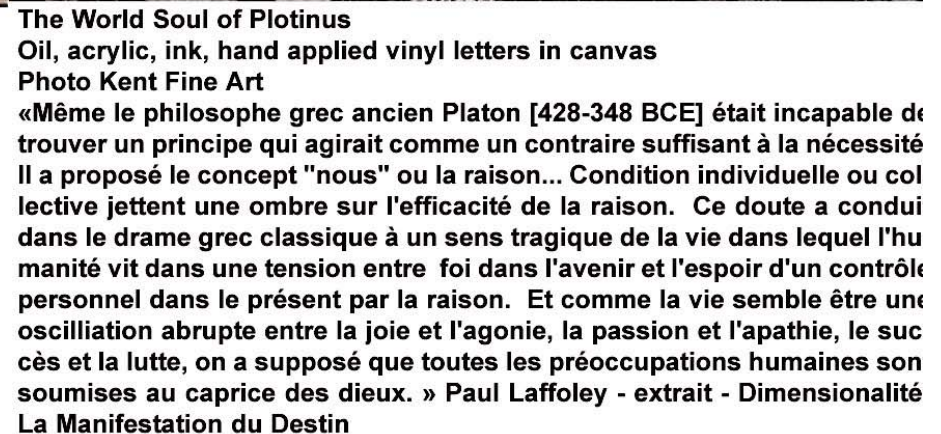 The World Soul of Plotinus
Oil, acrylic, ink, hand applied vinyl letters in canvas
Photo Kent Fine Art
«Même le philosophe grec ancien Platon [428-348 BCE] était incapable de
trouver un principe qui agirait comme un contraire suffisant à la nécessité
Il a proposé le concept "nous" ou la raison... Condition individuelle ou col
lective jettent une ombre sur l'efficacité de la raison.  Ce doute a condui
dans le drame grec classique à un sens tragique de la vie dans lequel l'hu
manité vit dans une tension entre  foi dans l'avenir et l'espoir d'un contrôle
personnel dans le présent par la raison.  Et comme la vie semble être une
oscilliation abrupte entre la joie et l'agonie, la passion et l'apathie, le suc
cès et la lutte, on a supposé que toutes les préoccupations humaines son
soumises au caprice des dieux. » Paul Laffoley - extrait - Dimensionalité
La Manifestation du Destin